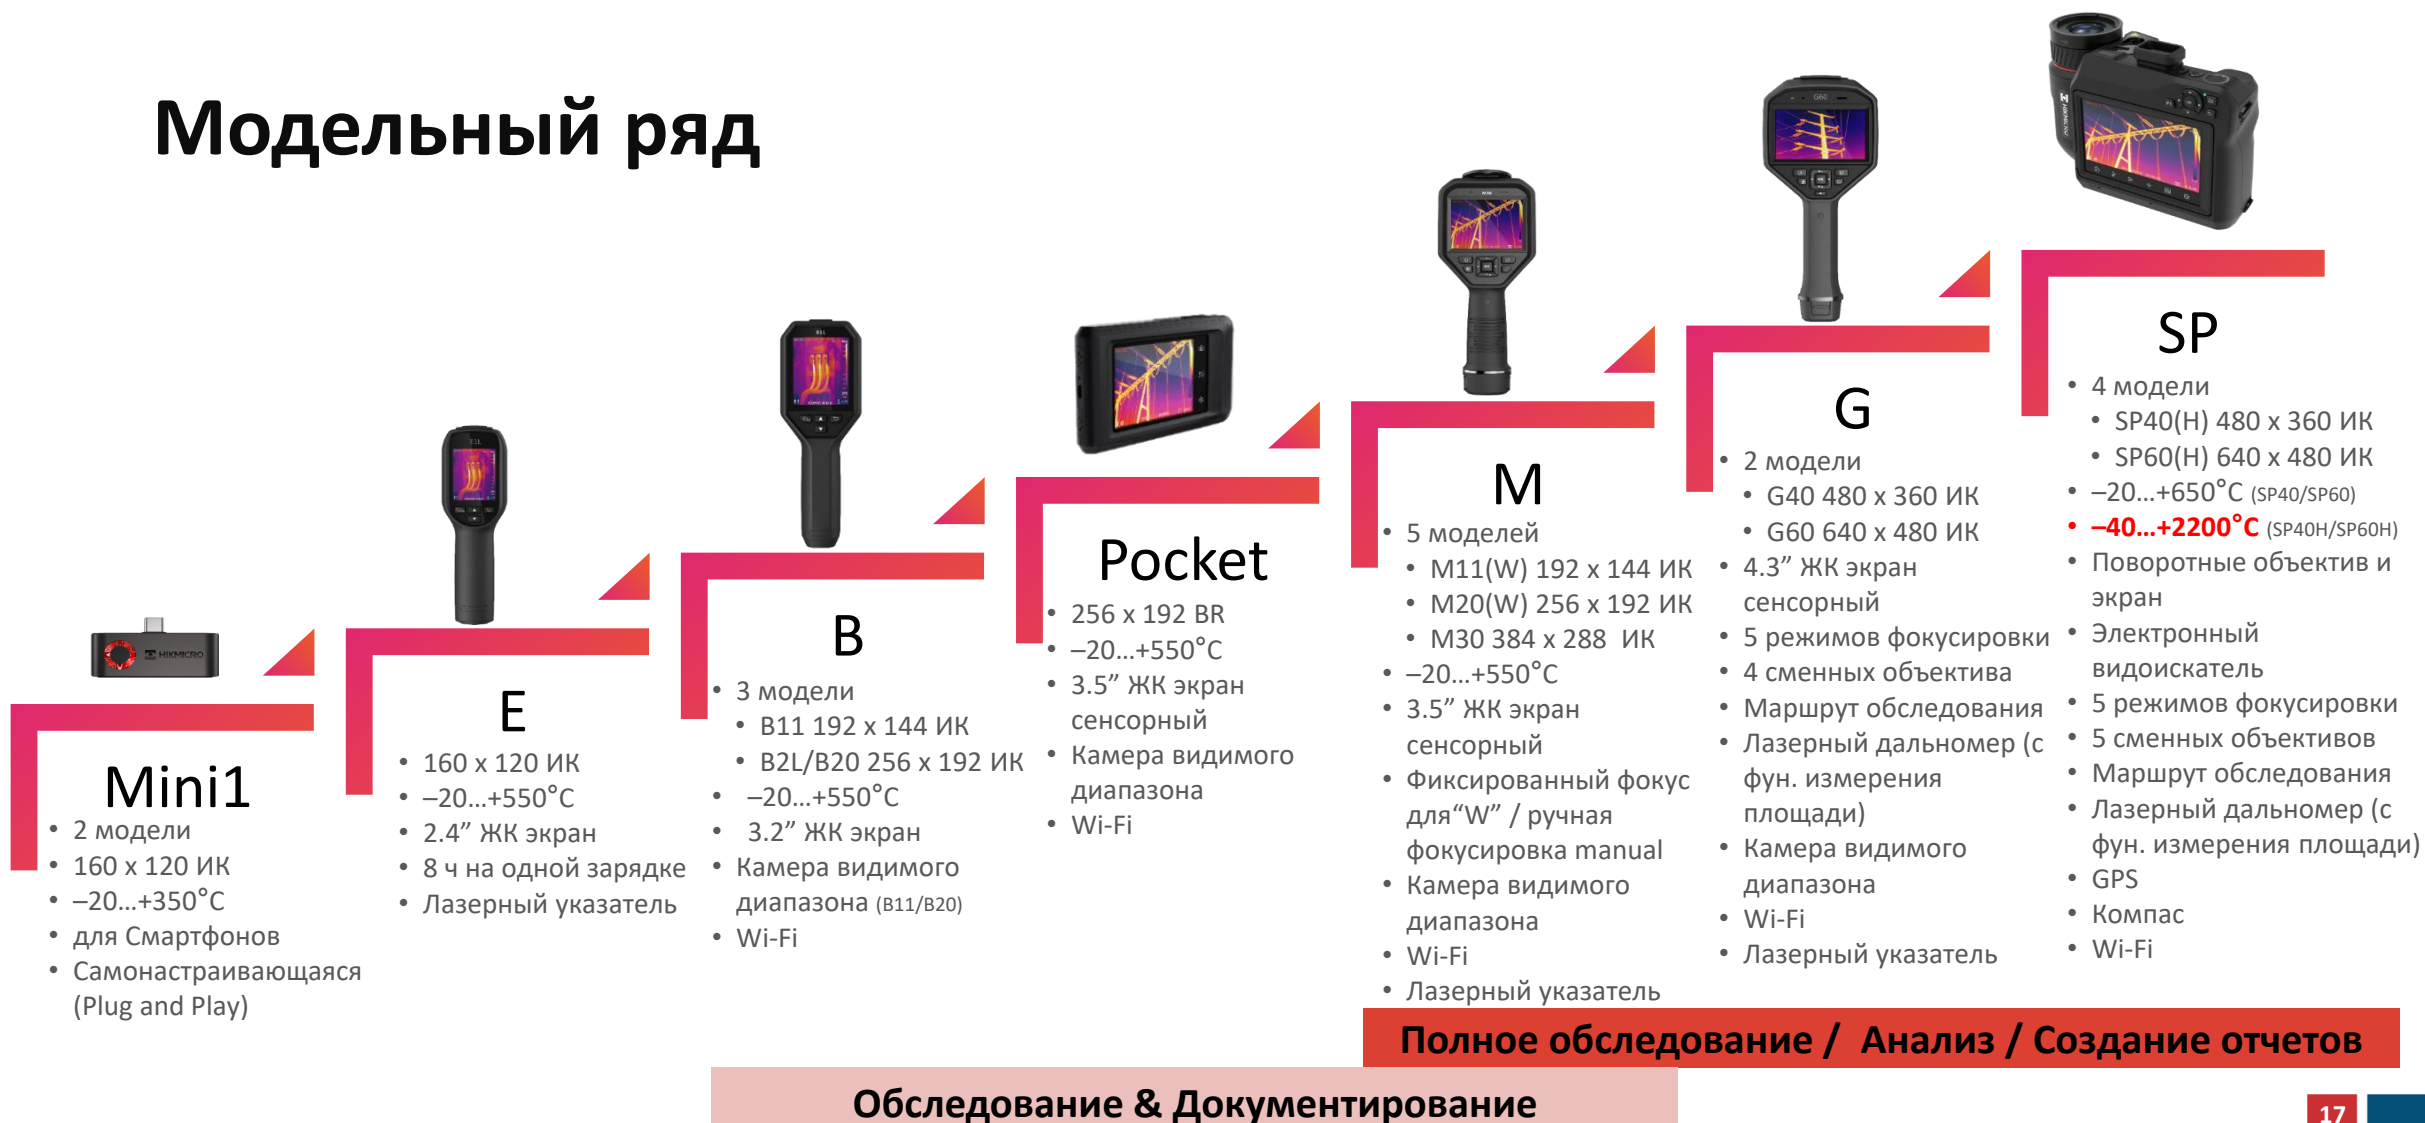 Модельный ряд
Mini1
• 2 модели
• 160 x 120 ИК
• –20…+350°C
• для Смартфонов
• Самонастраивающаяся
(Plug and Play)
HIKMICRO
E
• 160 x 120 ИК
• –20…+550°C
• 2.4” ЖК экран
• 8 ч на одной зарядке
• Лазерный указатель
E1L
B
• 3 модели
• B11 192 x 144 ИК
• B2L/B20 256 x 192 ИК
• –20…+550°C
• 3.2” ЖК экран
• Камера видимого
диапазона (B11/B20)
• Wi-Fi
Pocket
• 256 x 192 BR
• –20…+550°C
• 3.5” ЖК экран
сенсорный
• Камера видимого
диапазона
• Wi-Fi
M
• 5 моделей
• M11(W) 192 x 144 ИК
• M20(W) 256 x 192 ИК
• M30 384 x 288 ИК
• –20…+550°C
• 3.5” ЖК экран
сенсорный
• Фиксированный фокус
для“W” / ручная
фокусировка manual
• Камера видимого
диапазона
• Wi-Fi
• Лазерный указатель
G60
G
• 2 модели
• G40 480 x 360 ИК
• G60 640 x 480 ИК
• 4.3” ЖК экран
сенсорный
• 5 режимов фокусировки
• 4 сменных объектива
• Маршрут обследования
• Лазерный дальномер (с
фун. измерения
площади)
• Камера видимого
диапазона
• Wi-Fi
• Лазерный указатель
HIKMICRO
SP
• 4 модели
• SP40(H) 480 x 360 ИК
• SP60(H) 640 x 480 ИК
• –20…+650°C (SP40/SP60)
• –40…+2200°C (SP40H/SP60H)
• Поворотные объектив и
экран
• Электронный
видоискатель
• 5 режимов фокусировки
• 5 сменных объективов
• Маршрут обследования
• Лазерный дальномер (с
фун. измерения площади)
• GPS
• Компас
• Wi-Fi
Полное обследование / Анализ / Создание отчетов
Обследование & Документирование
17